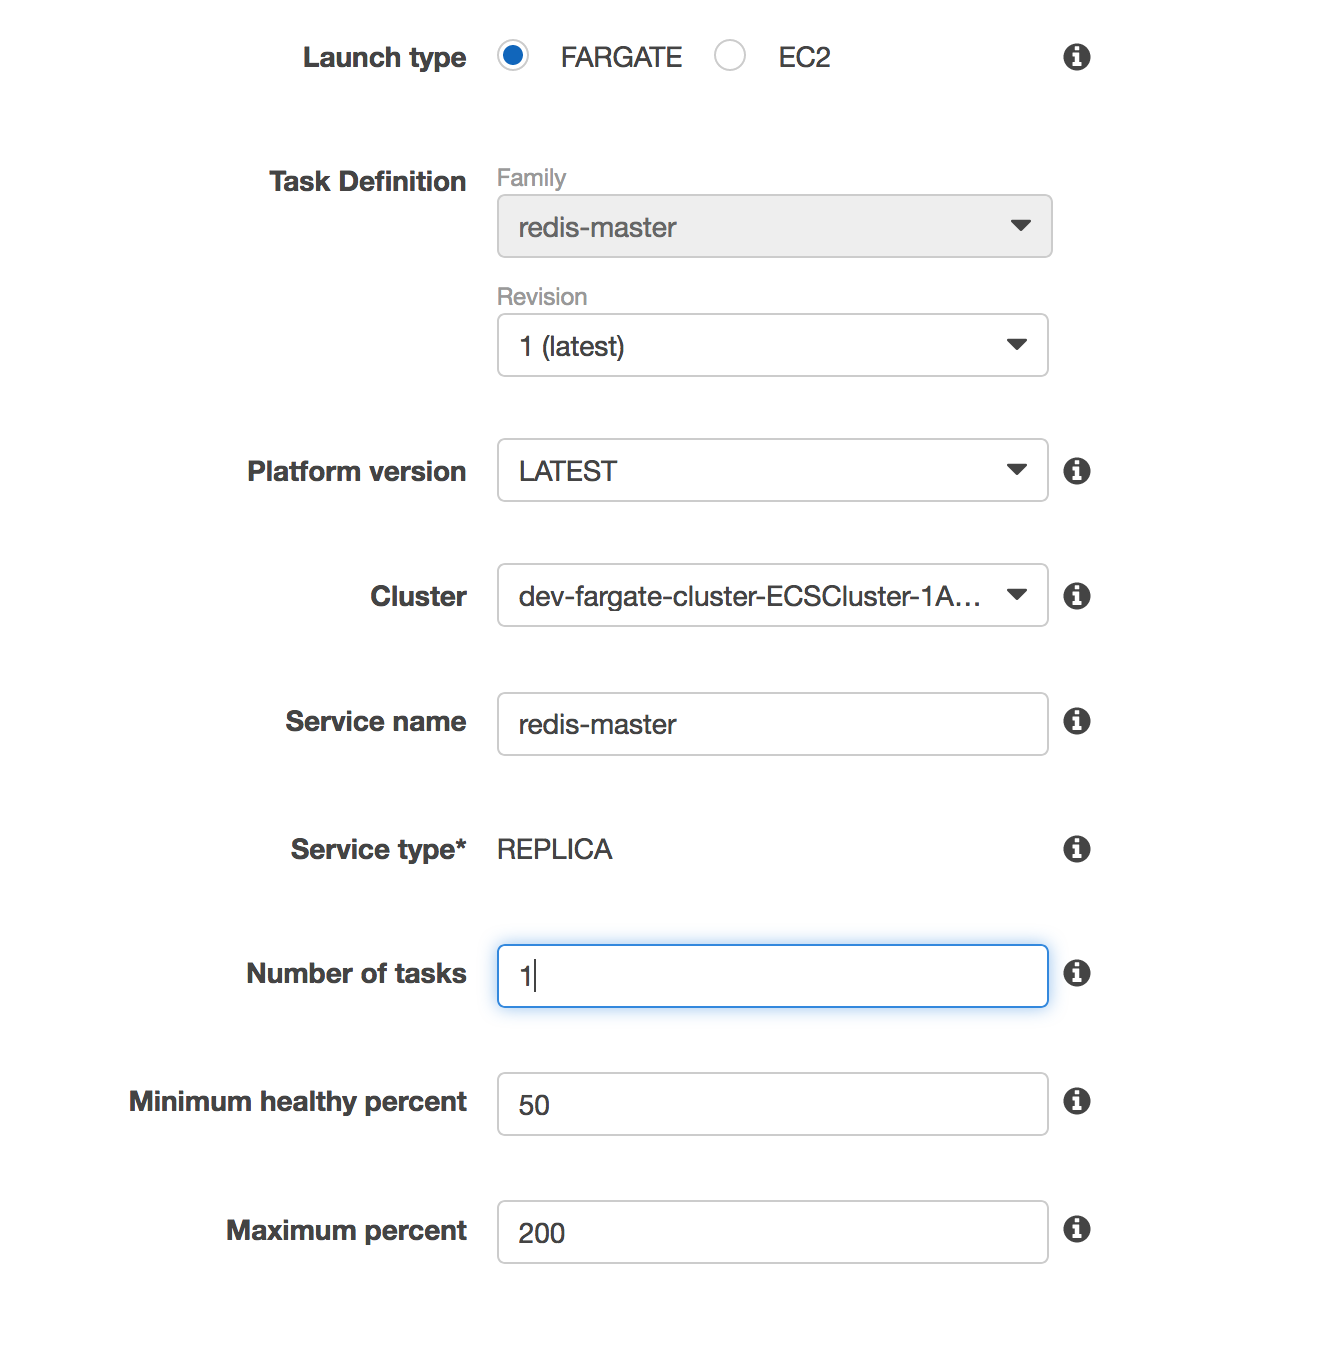 Launch type FARGATE EC2
Task Definition Family
redis-master
Revision
1 (latest)
Platform version LATEST
Cluster dev-fargate-cluster-ECSCluster-1A...
Service name redis-master
Service type* REPLICA
Number of tasks 1
Minimum healthy percent 50
Maximum percent 200